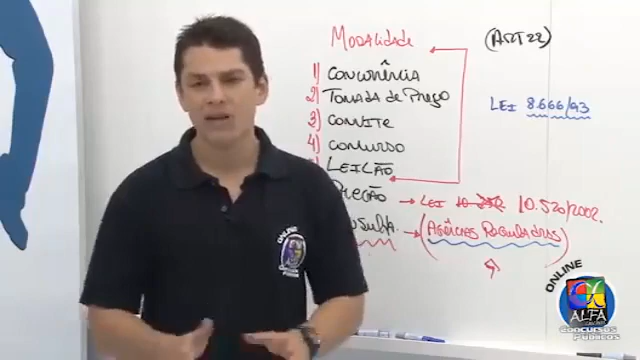 MODALIDADE (ART 22)
1) CONCORRÊNCIA
2) TOMADA DE PREÇO LEI 8.666/93
3) CONVITE
4) CONCURSO
LEILÃO
PREGÃO → LEI 10.520/2002.
→ (AGÊNCIAS REGULADORAS)
ONLINE
ALFA
CONCURSOS
PÚBLICOS
ONLINE